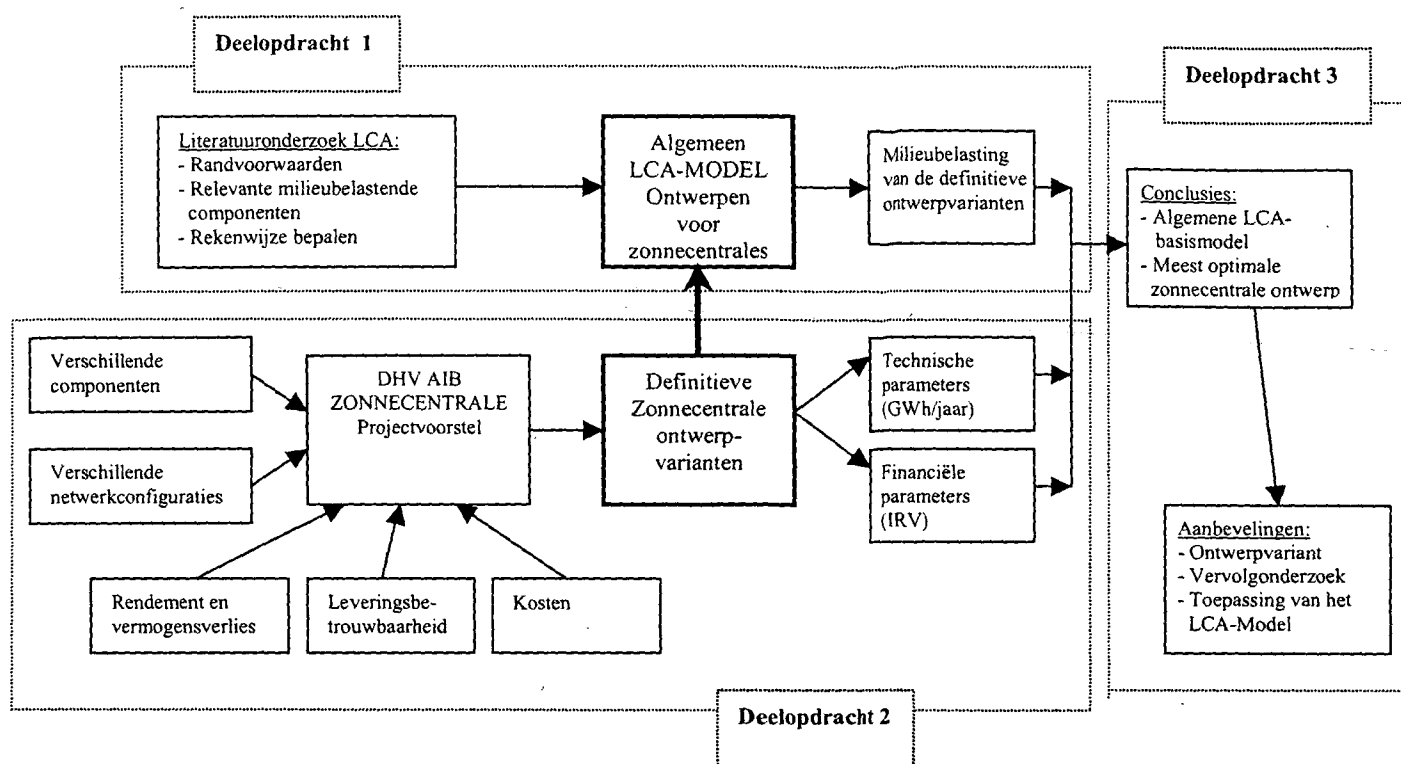 Deelopdracht 1
Literatuuronderzoek LCA:
- Randvoorwaarden
- Relevante milieubelastende
componenten
- Rekenwijze bepalen
Algemeen
LCA-MODEL
Ontwerpen
voor
zonnecentrales
Milieubelasting
van de definitieve
ontwerpvarianten
Deelopdracht 3
Conclusies:
- Algemene LCA-
basismodel
- Meest optimale
zonnecentrale ontwerp
Verschillende
componenten
Verschillende
netwerkconfiguraties
DHV AIB
ZONNECENTRALE
Projectvoorstel
Definitieve
Zonnecentrale
ontwerp-
varianten
Technische
parameters
(GWh/jaar)
Financiële
parameters
(IRV)
Rendement en
vermogensverlies
Leveringsbe-
trouwbaarheid
Kosten
Aanbevelingen:
- Ontwerpvariant
- Vervolgonderzoek
- Toepassing van het
LCA-Model
Deelopdracht 2